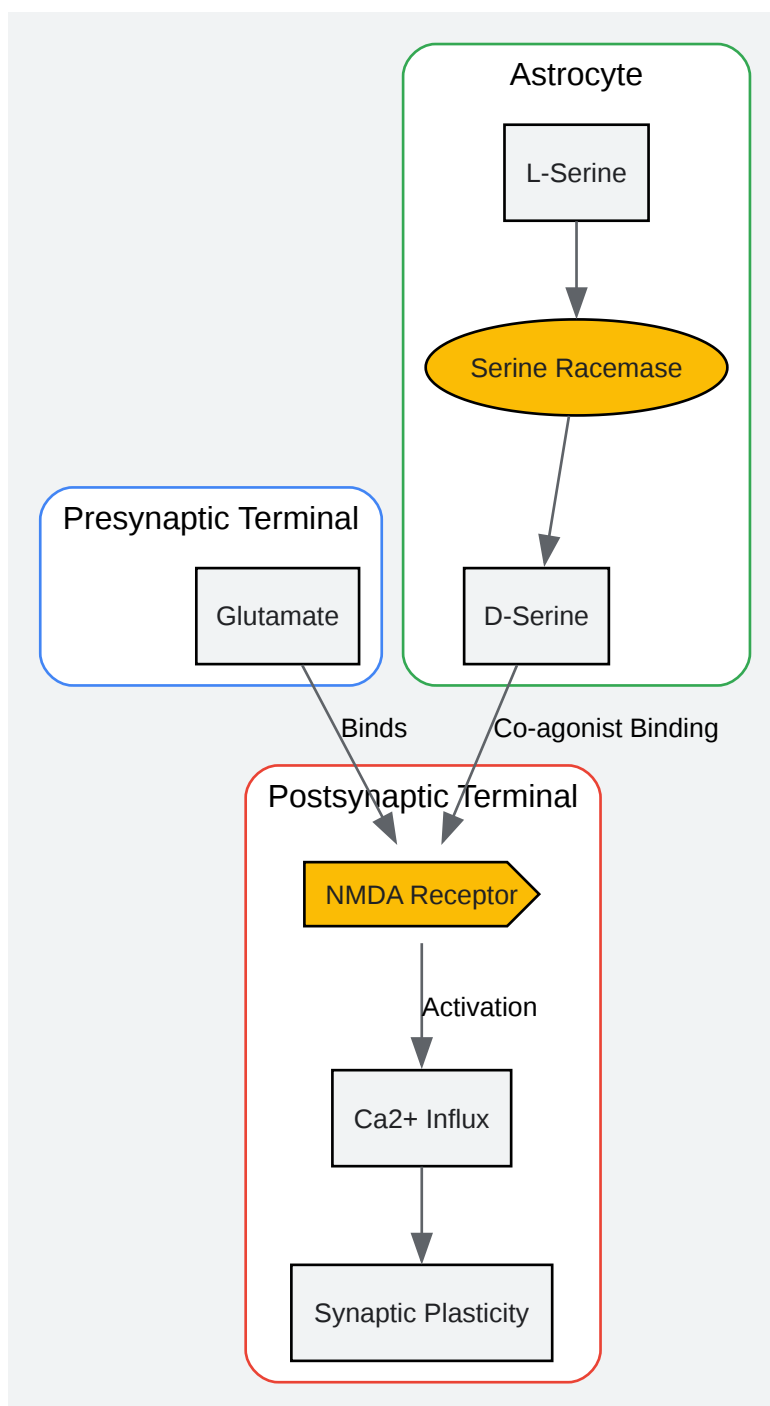 Astrocyte
L-Serine
Serine Racemase
Presynaptic Terminal
Glutamate
D-Serine
Binds
Co-agonist Binding
Postsynaptic Terminal
NMDA Receptor
Activation
Ca2+ Influx
Synaptic Plasticity